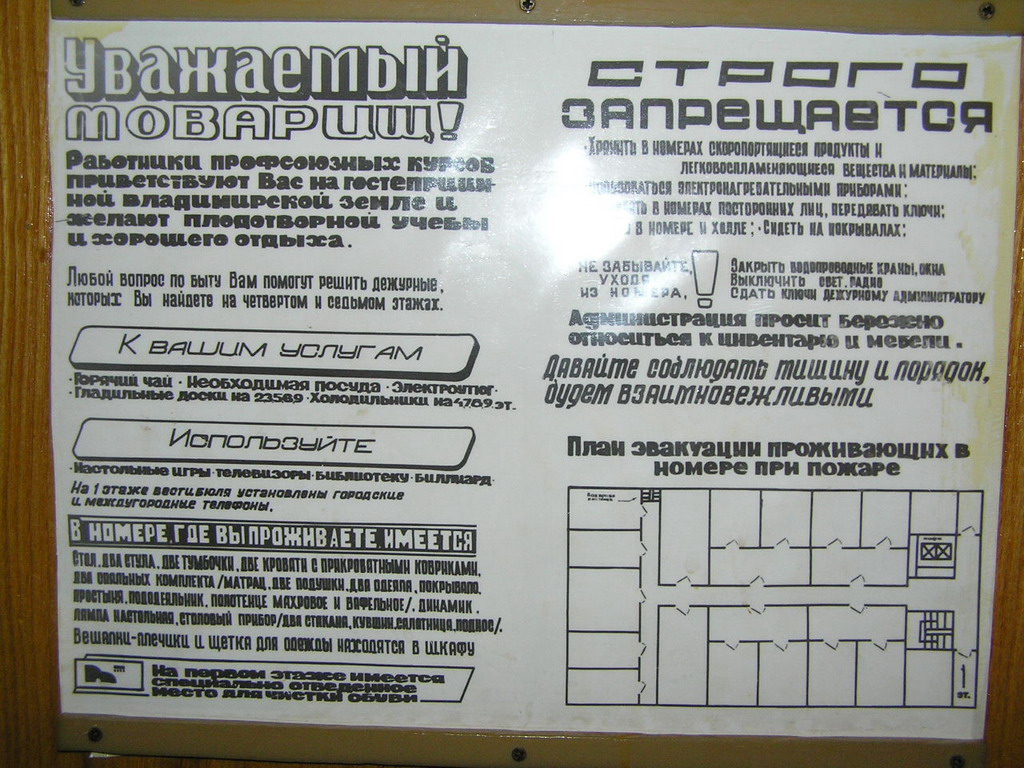 Уважаемый
товарищ!
Работники профсоюзных курсов
приветствуют Вас на гостеприим-
ной владимирской земле и
желают плодотворной учебы
и хорошего отдыха.
Любой вопрос по быту Вам помогут решить дежурные,
которых Вы найдете на четвертом и седьмом этажах.
К вашим услугам
·Горячий чай · Необходимая посуда · Электроутюг·
·Гладильные доски на 2,3,5,8,9 · Холодильники на 4,7,8,9 эт.
Используйте
·Настольные игры·телевизоры·библиотеку·биллиард·
На 1 этаже вестибюля установлены городские
и междугородные телефоны.
В номере, где Вы проживаете, имеется
Стол, два стула, две тумбочки, две кровати с прикроватными ковриками,
два спальных комплекта /матрац, две подушки, два одеяла, покрывало,
простыня, пододеяльник, полотенце махровое и вафельное/, динамик,
лампа настольная, столовый прибор/два стакана, кувшин, салатница, поднос/.
Вешалки-плечики и щетка для одежды находятся в шкафу
На первом этаже имеется
специально отведенное
место для чистки обуви
Строго
запрещается
·Хранить в номерах скоропортящиеся продукты и
легковоспламеняющиеся вещества и материалы;
пользоваться электронагревательными приборами;
в номерах посторонних лиц, передавать ключи;
в номере и холле; ·Сидеть на покрывалах;
Не забывайте,
уходя
из номера,
!
Закрыть водопроводные краны, окна
Выключить свет, радио
Сдать ключи дежурному администратору
Администрация просит бережно
относиться к инвентарю и мебели.
Давайте соблюдать тишину и порядок,
будем взаимновежливыми
План эвакуации проживающих в
номере при пожаре
эт.